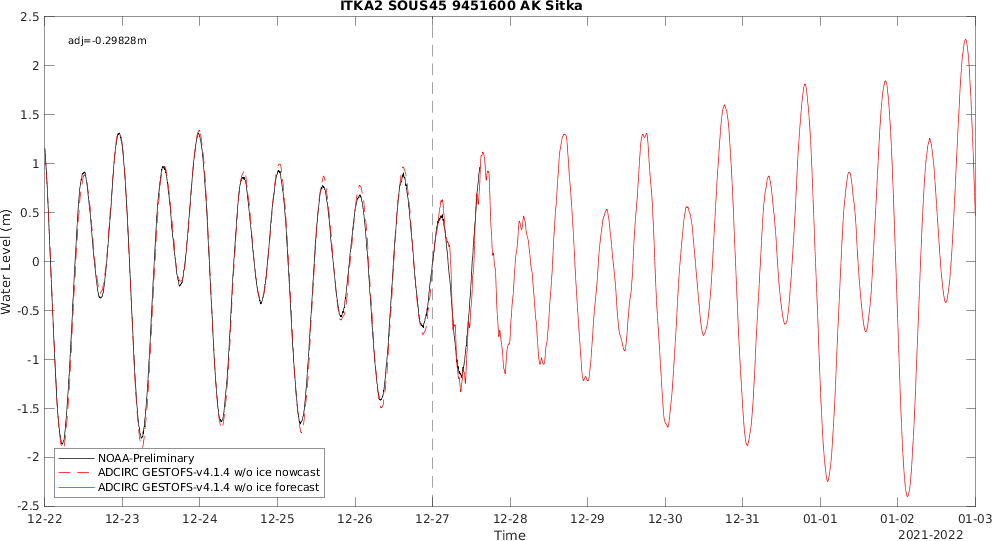 ITKA2 SOUS45 9451600 AK Sitka
adj=-0.29828m
2.5
2
1.5
1
0.5
0
-0.5
-1
-1.5
-2
-2.5
Water Level (m)
NOAA-Preliminary
ADCIRC GESTOFS-v4.1.4 w/o ice nowcast
ADCIRC GESTOFS-v4.1.4 w/o ice forecast
12-22 12-23 12-24 12-25 12-26 12-27 12-28 12-29 12-30 12-31 01-01 01-02 01-03
Time
2021-2022